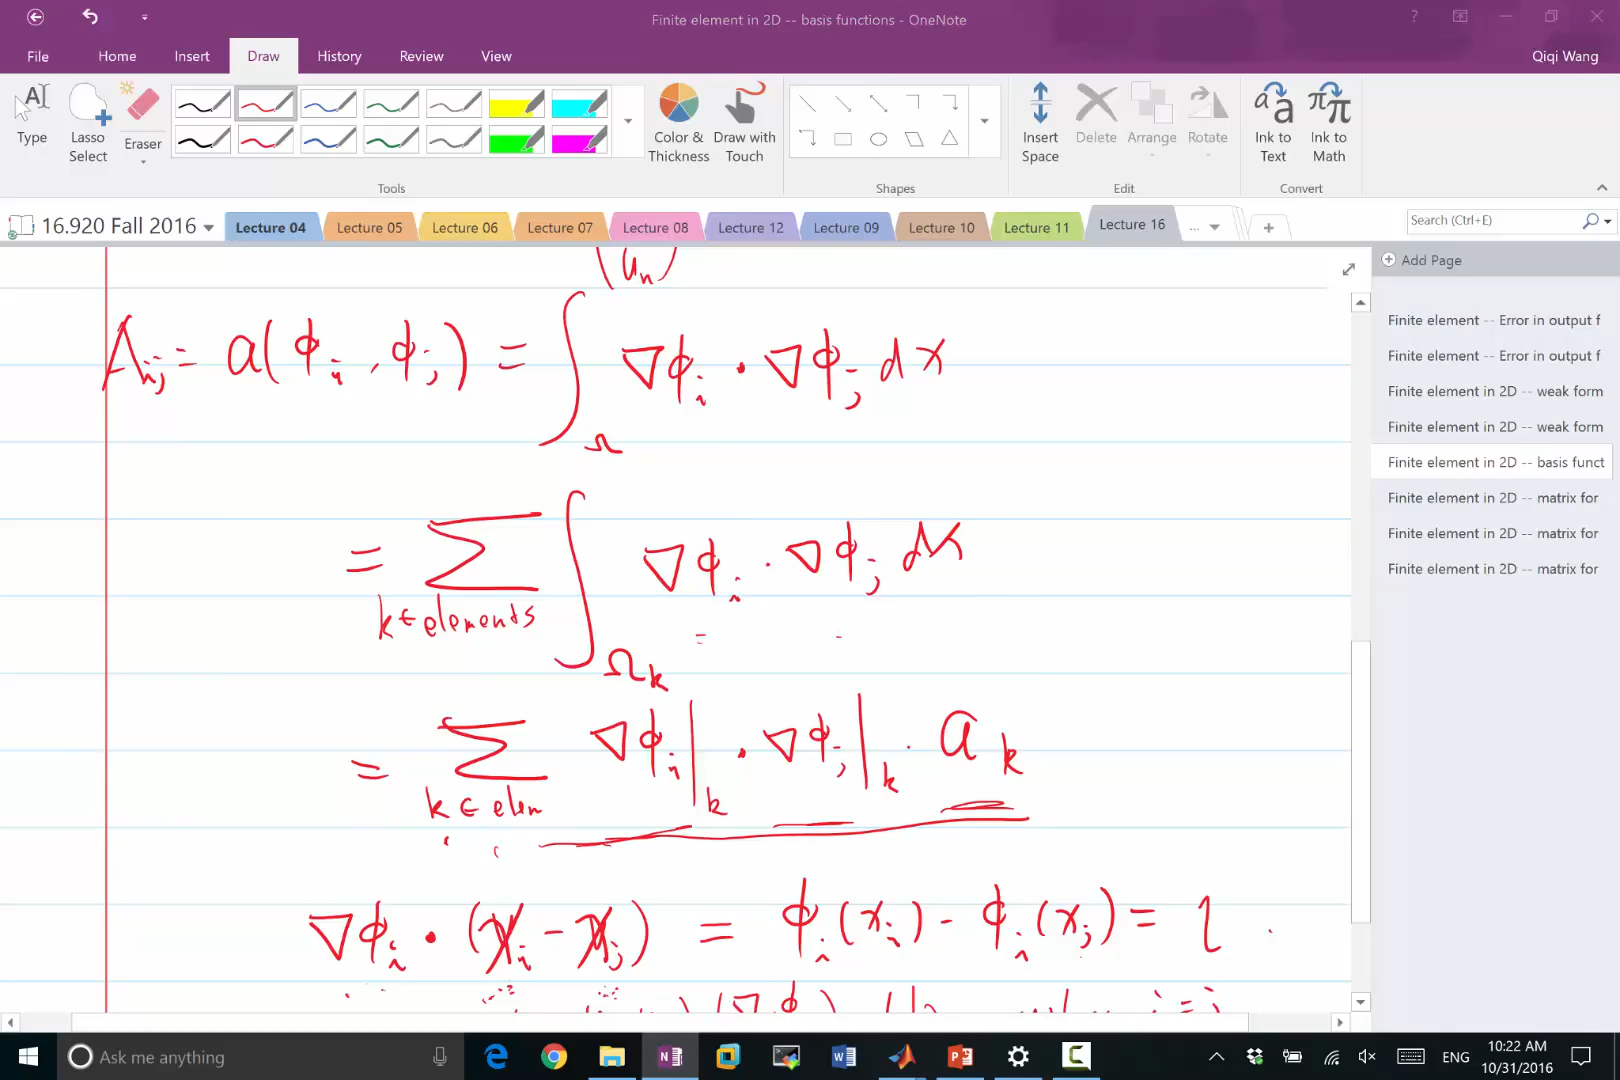 Finite element in 2D -- basis functions - OneNote
?
File Home Insert Draw History Review View
Qiqi Wang
Type
Lasso Select
Eraser
Color & Thickness
Draw with Touch
Insert Space
Delete
Arrange
Rotate
Ink to Text
Ink to Math
Tools
Shapes
Edit
Convert
16.920 Fall 2016
Lecture 04 Lecture 05 Lecture 06 Lecture 07 Lecture 08 Lecture 12 Lecture 09 Lecture 10 Lecture 11 Lecture 16 ...
Search (Ctrl+E)
Add Page
Finite element -- Error in output f
Finite element -- Error in output f
Finite element in 2D -- weak form
Finite element in 2D -- weak form
Finite element in 2D -- basis funct
Finite element in 2D -- matrix for
Finite element in 2D -- matrix for
Finite element in 2D -- matrix for
(u_n)
A_ij = a(ϕ_i, ϕ_j) = ∫_Ω ∇ϕ_i · ∇ϕ_j dx
= Σ_{k∈elements} ∫_{Ω_k} ∇ϕ_i · ∇ϕ_j dx
= Σ_{k∈elem} ∇ϕ_i|_k · ∇ϕ_j|_k · a_k
∇ϕ_i · (x_i - x_j) = ϕ_i(x_i) - ϕ_i(x_j) = 1
Ask me anything
ENG
10:22 AM
10/31/2016